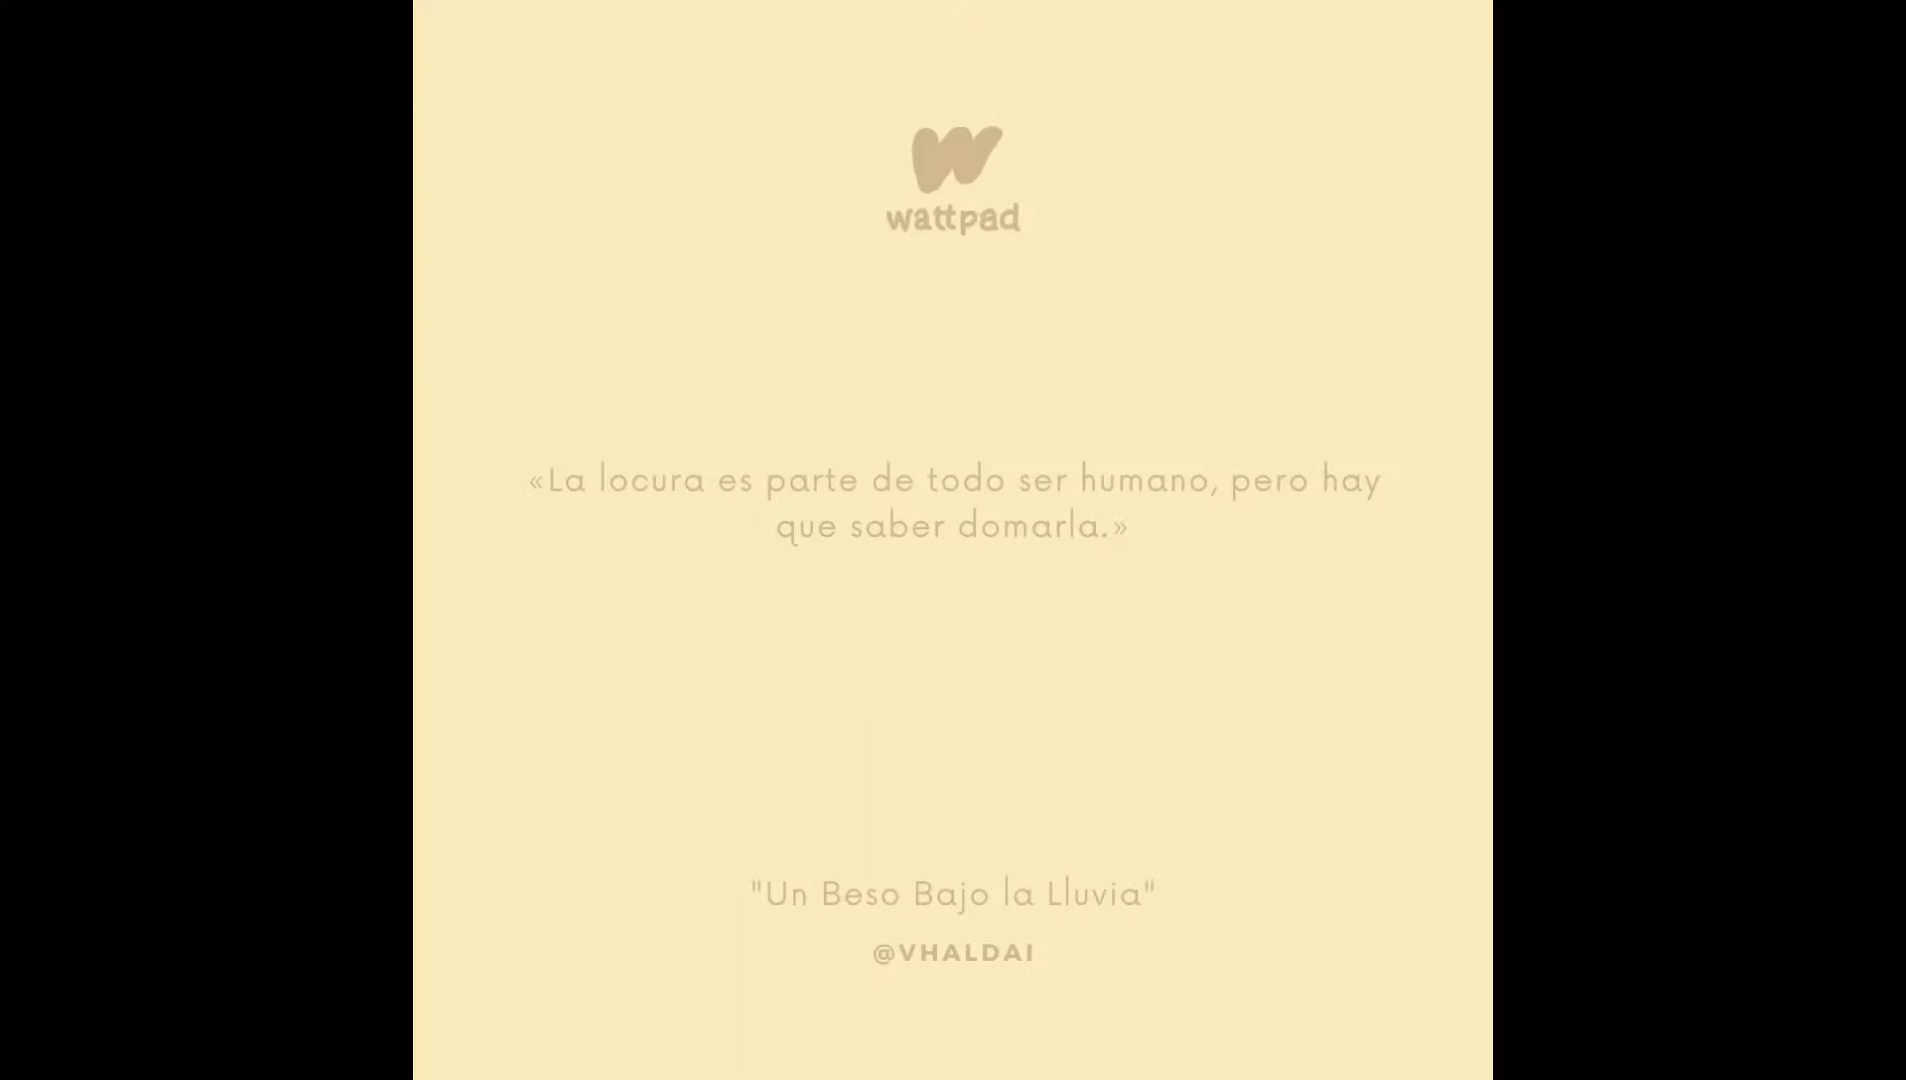 wattpad
«La locura es parte de todo ser humano, pero hay
que saber domarla.»
"Un Beso Bajo la Lluvia"
@VHALDAI